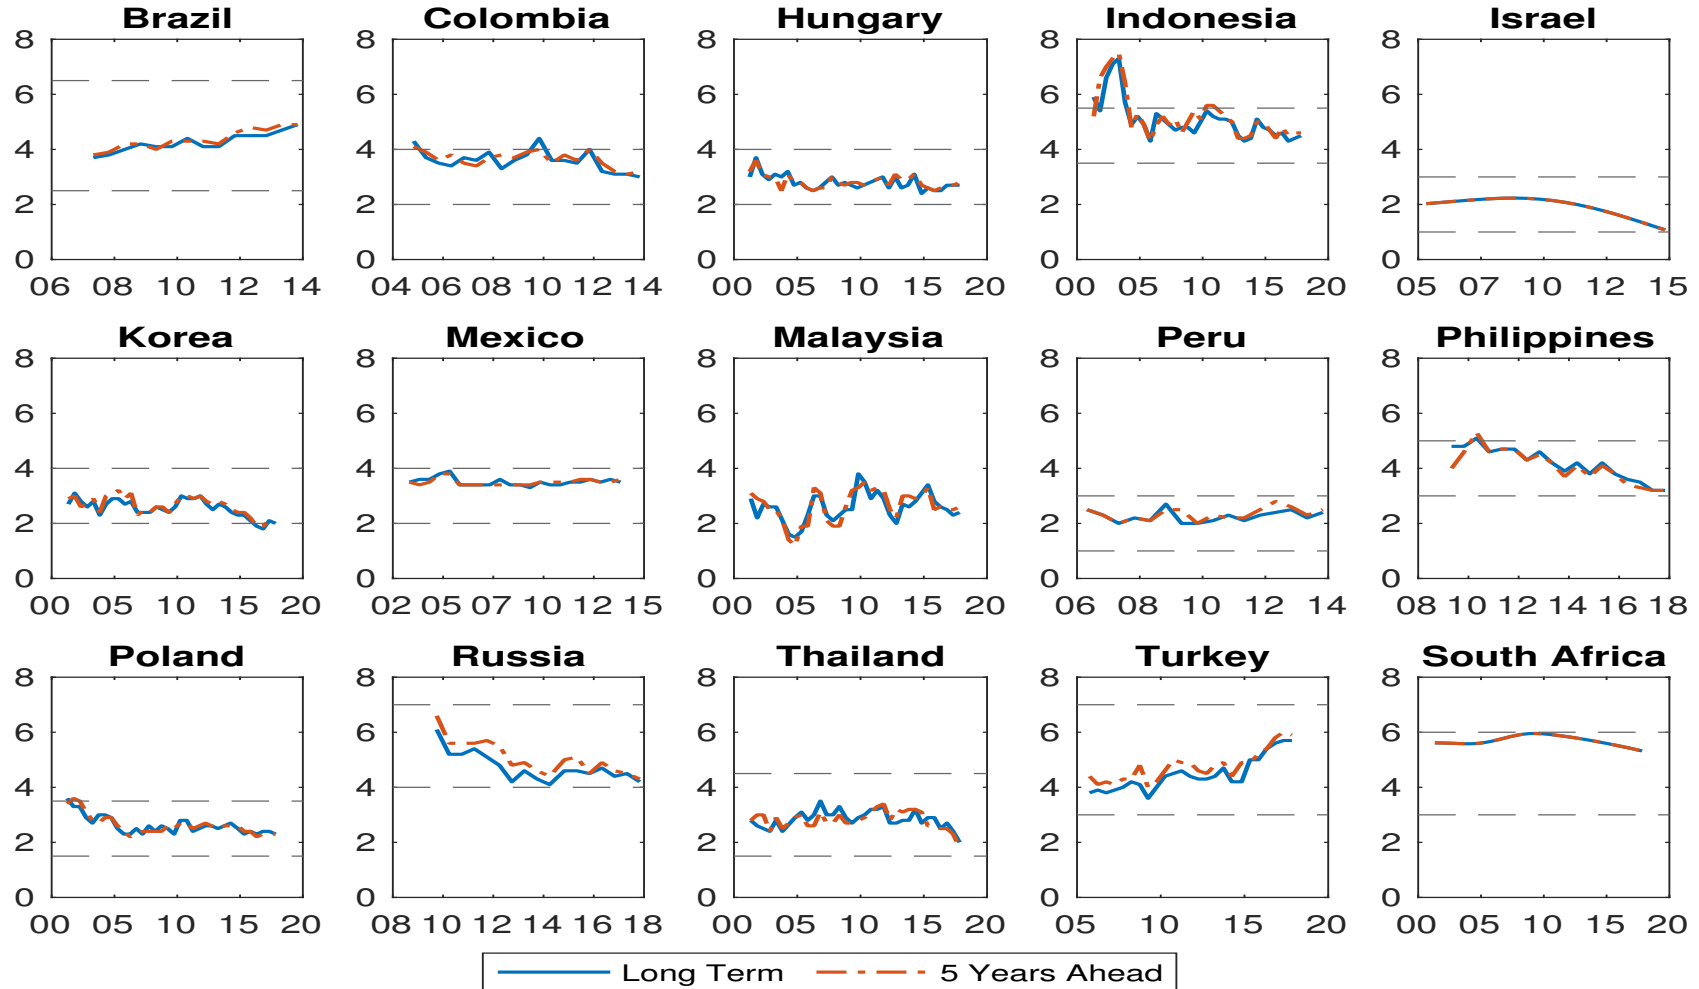 Brazil Colombia Hungary Indonesia Israel
8 8 8 8 8
6 6 6 6 6
4 4 4 4 4
2 2 2 2 2
0 0 0 0 0
06 08 10 12 14 04 06 08 10 12 14 00 05 10 15 20 00 05 10 15 20 05 07 10 12 15
Korea Mexico Malaysia Peru Philippines
8 8 8 8 8
6 6 6 6 6
4 4 4 4 4
2 2 2 2 2
0 0 0 0 0
00 05 10 15 20 02 05 07 10 12 15 00 05 10 15 20 06 08 10 12 14 08 10 12 14 16 18
Poland Russia Thailand Turkey South Africa
8 8 8 8 8
6 6 6 6 6
4 4 4 4 4
2 2 2 2 2
0 0 0 0 0
00 05 10 15 20 08 10 12 14 16 18 00 05 10 15 20 05 10 15 20 00 05 10 15 20
Long Term 5 Years Ahead